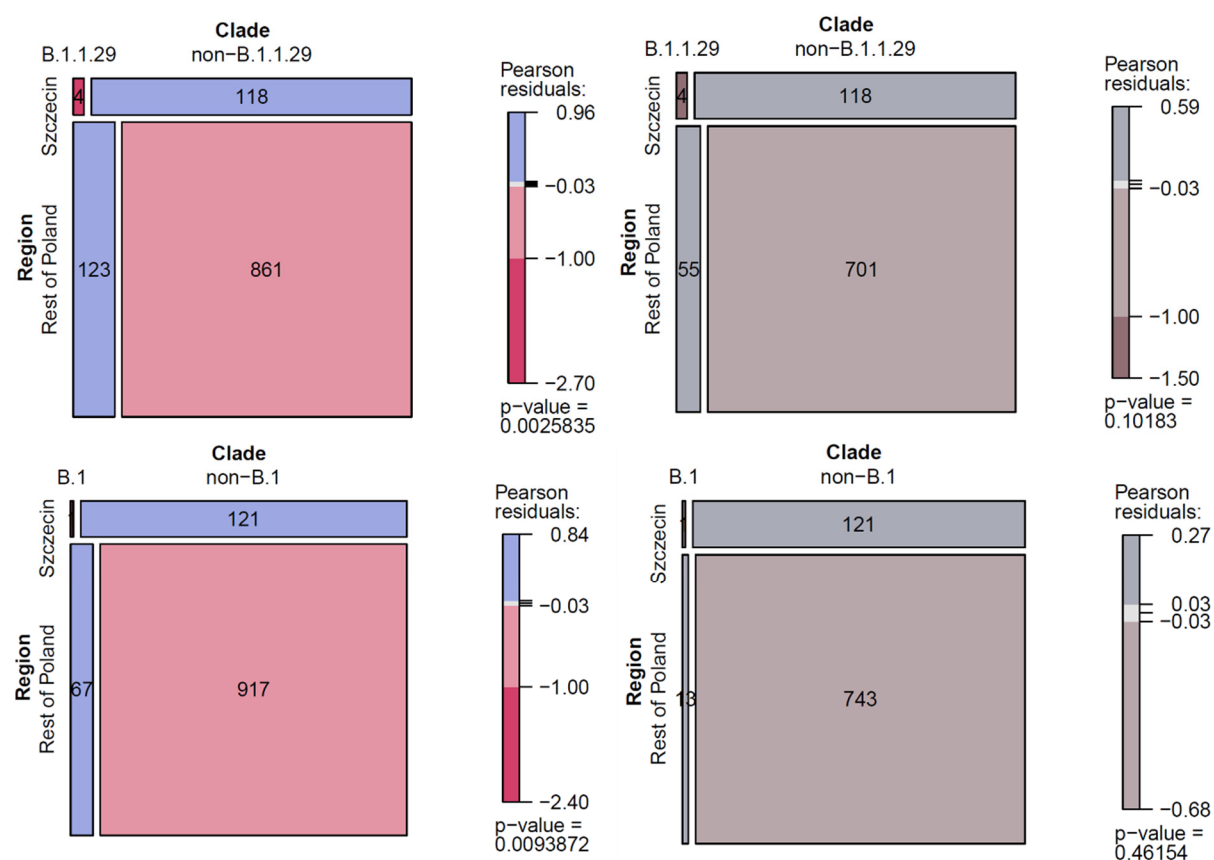 Clade
B.1.1.1.29 non−B.1.1.1.29
Region
Szczecin
Rest of Poland
4
118
123
861
Pearson
residuals:
0.96
−0.03
−1.00
−2.70
p−value =
0.0025835
Clade
B.1.1.1.29 non−B.1.1.1.29
Region
Szczecin
Rest of Poland
4
118
55
701
Pearson
residuals:
0.59
−0.03
−1.00
−1.50
p−value =
0.10183
Clade
B.1 non−B.1
Region
Szczecin
Rest of Poland
121
67
917
Pearson
residuals:
0.84
−0.03
−1.00
−2.40
p−value =
0.0093872
Clade
B.1 non−B.1
Region
Szczecin
Rest of Poland
121
13
743
Pearson
residuals:
0.27
0.03
−0.03
−0.68
p−value =
0.46154